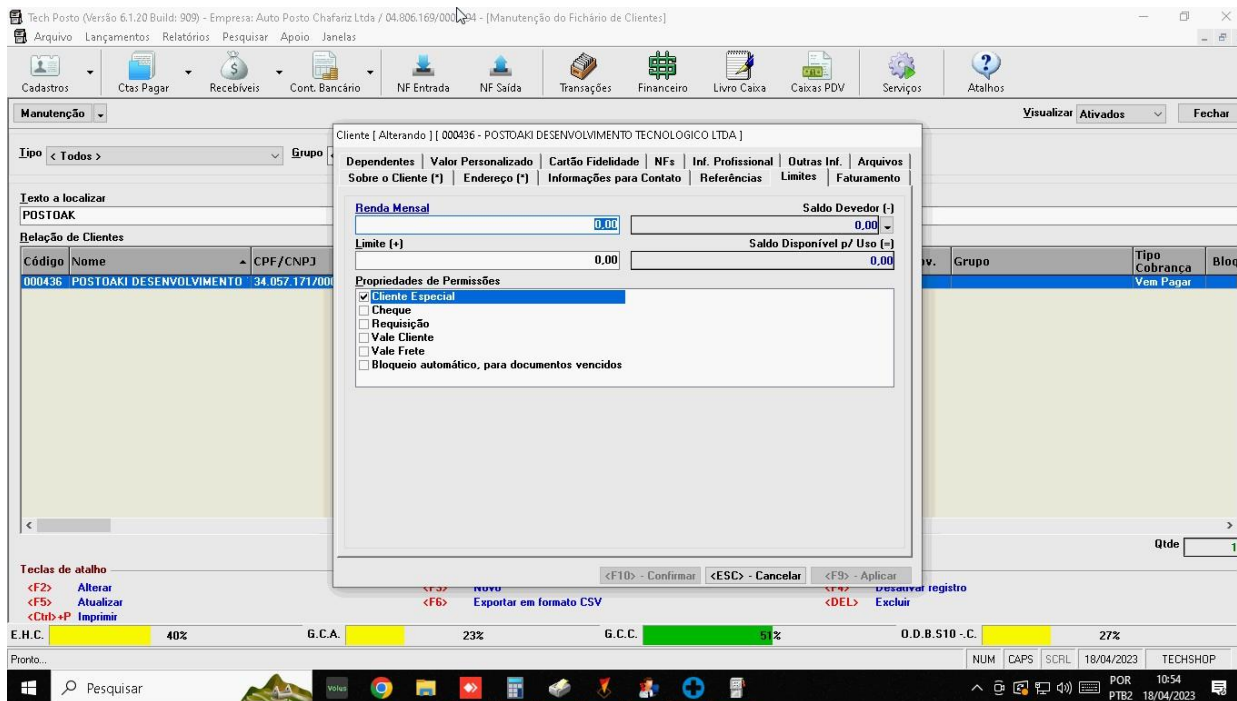 Tech Posto (Versão 6.1.20 Build: 909) - Empresa: Auto Posto Chafariz Ltda / 04.806.169/000 - [Manutenção do Fichário de Clientes]
Arquivo Lançamentos Relatórios Pesquisar Apoio Janelas
Cadastros Ctas Pagar Recebíveis Cont. Bancário NF Entrada NF Saída Transações Financeiro Livro Caixa Caixas PDV Serviços Atalhos
Manutenção Visualizar Ativados Fechar
Cliente [ Alterando ] [ 000436 - POSTOAKI DESENVOLVIMENTO TECNOLOGICO LTDA ]
Tipo < Todos > Grupo
Dependentes Valor Personalizado Cartão Fidelidade NFs Inf. Profissional Outras Inf. Arquivos
Sobre o Cliente (*) Endereço (*) Informações para Contato Referências Limites Faturamento
Texto a localizar
POSTOAK
Renda Mensal Saldo Devedor (-)
0,00 0,00
Relação de Clientes
Limite (+) Saldo Disponível p/ Uso (=)
0,00 0,00
Código Nome CPF/CNPJ Grupo Tipo Cobrança
000436 POSTOAKI DESENVOLVIMENTO 34.057.171/00 Vem Pagar
Propriedades de Permissões
Cliente Especial
Cheque
Requisição
Vale Cliente
Vale Frete
Bloqueio automático, para documentos vencidos
Qtde 1
Teclas de atalho
<F10> - Confirmar <ESC> - Cancelar <F9> - Aplicar
<F2> Alterar <F3> Novo <F4> Desativar registro
<F5> Atualizar <F6> Exportar em formato CSV <DEL> Excluir
<Ctrl>+P Imprimir
E.H.C. 40% G.C.A. 23% G.C.C. 51% O.D.B.S10 -.C. 27%
Pronto... NUM CAPS SCRL 18/04/2023 TECHSHOP
Pesquisar Volus POR 10:54
PTB2 18/04/2023